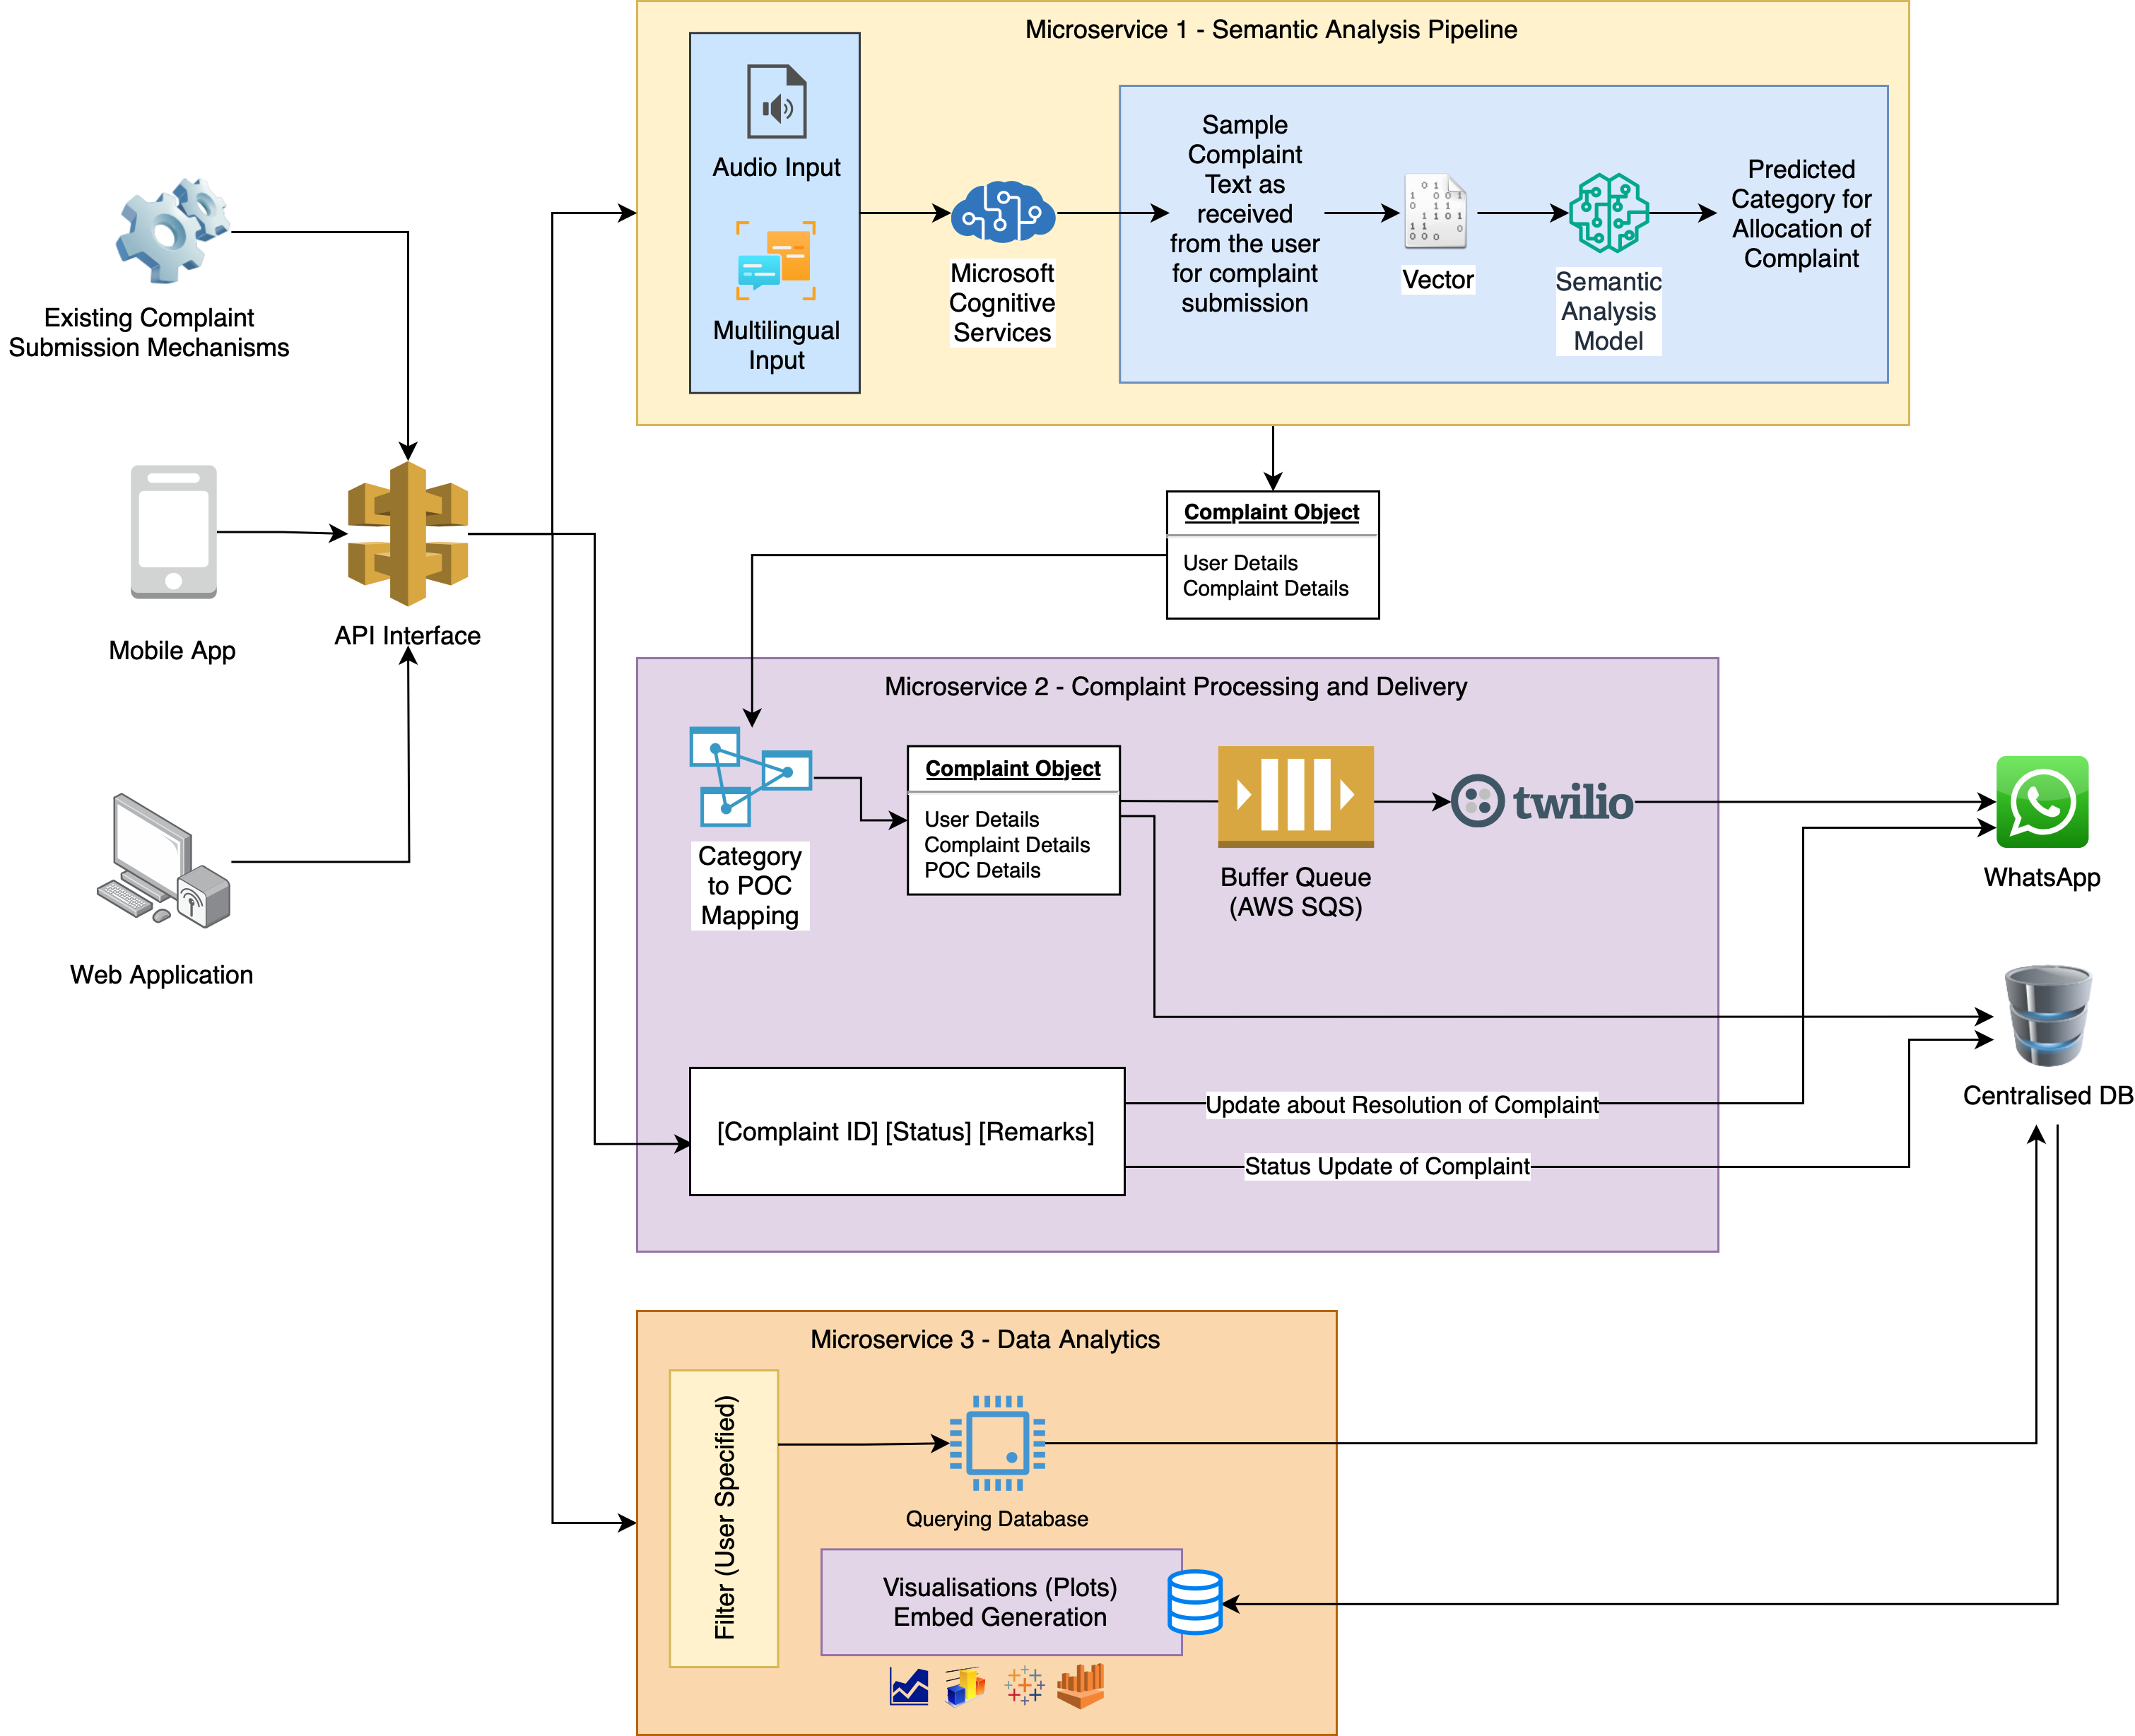 Microservice 1 - Semantic Analysis Pipeline
Audio Input
Multilingual
Input
Microsoft
Cognitive
Services
Sample
Complaint
Text as
received
from the user
for complaint
submission
Vector
Semantic
Analysis
Model
Predicted
Category for
Allocation of
Complaint
Existing Complaint
Submission Mechanisms
Mobile App
API Interface
Web Application
Complaint Object
User Details
Complaint Details
Microservice 2 - Complaint Processing and Delivery
Category
to POC
Mapping
Complaint Object
User Details
Complaint Details
POC Details
Buffer Queue
(AWS SQS)
twilio
WhatsApp
Centralised DB
[Complaint ID] [Status] [Remarks]
Update about Resolution of Complaint
Status Update of Complaint
Microservice 3 - Data Analytics
Filter (User Specified)
Querying Database
Visualisations (Plots)
Embed Generation